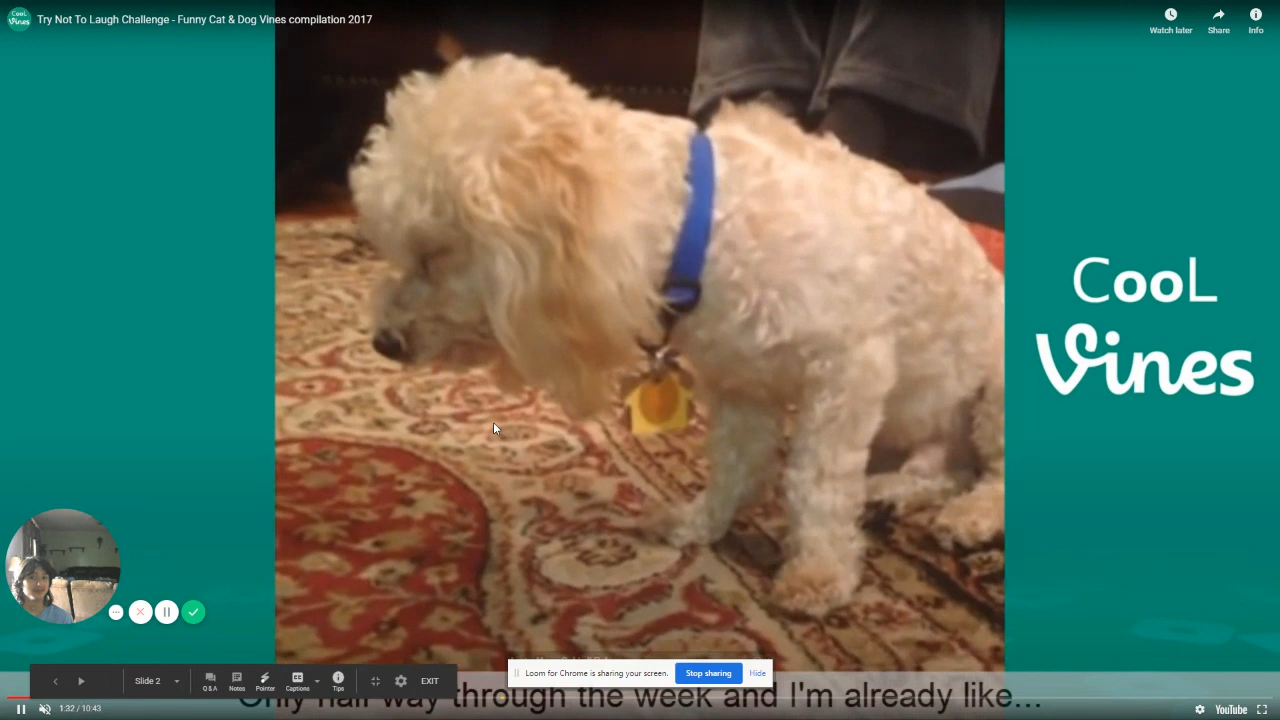 CooL Vines
Try Not To Laugh Challenge - Funny Cat & Dog Vines compilation 2017
Watch later
Share
Info
CooL
Vines
Slide 2
Q & A
Notes
Pointer
Captions
Tips
EXIT
Loom for Chrome is sharing your screen.
Stop sharing
Hide
Only half way through the week and I'm already like...
1:32 / 10:43
YouTube